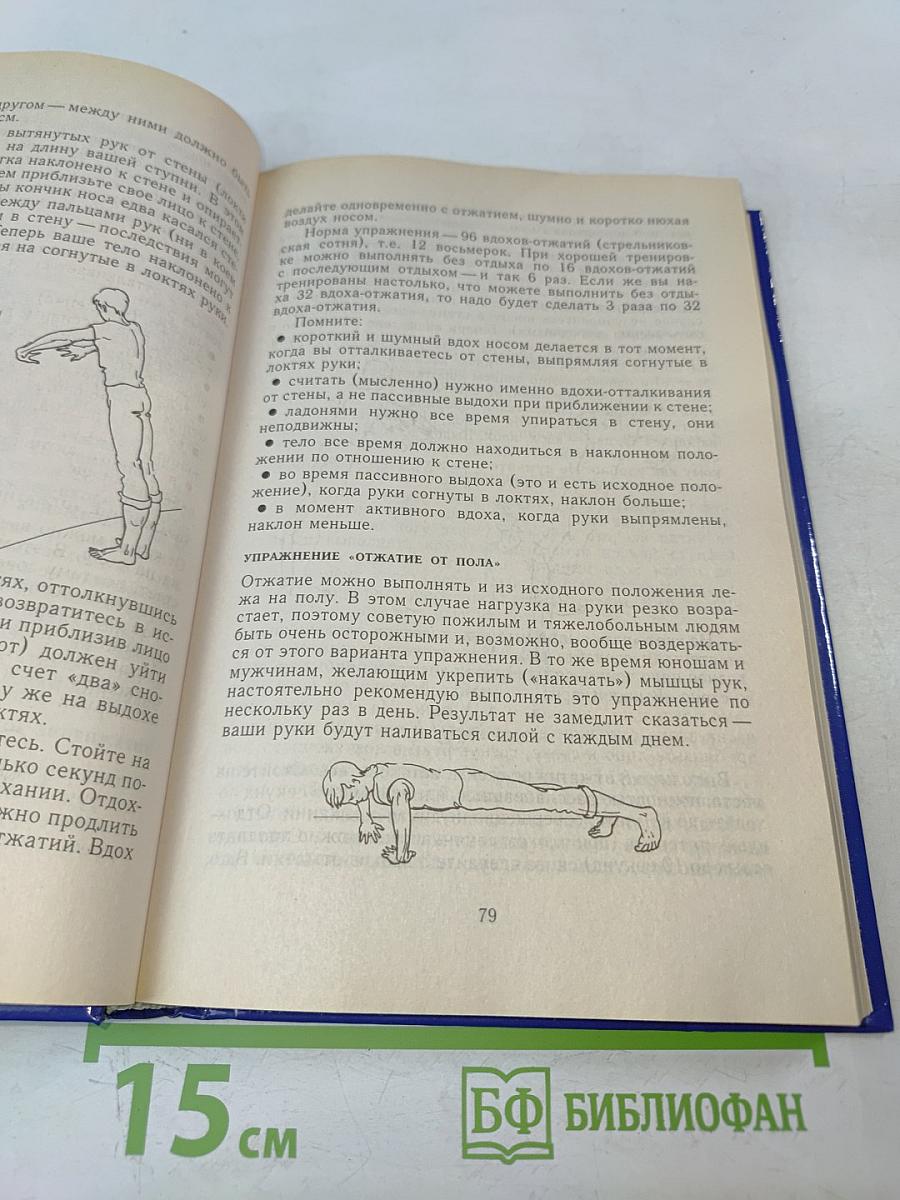 другом — между ними должно быть
см.
вытянутых рук от стены (локти
на длину вашей ступни. В этом
наклонено к стене и опирает-
приблизьте свое лицо к стене,
кончик носа едва касался сте-
между пальцами рук (ни в коем
в стену — последствия могут
Теперь ваше тело наклонено к
на согнутые в локтях руки.
оттолкнувшись
возвратитесь в ис-
и приблизив лицо
должен уйти
счет «два» сно-
у же на выдохе
Стойте на
секунд по-
Отдох-
продлить
Вдох
делайте одновременно с отжатием, шумно и коротко нюхая
воздух носом.
Норма упражнения — 96 вдохов-отжатий (стрельников-
ская сотня), т.е. 12 восьмерок. При хорошей трениров-
ке можно выполнять без отдыха по 16 вдохов-отжатий
с последующим отдыхом — и так 6 раз. Если же вы на-
тренированы настолько, что можете выполнить без отды-
ха 32 вдоха-отжатия, то надо будет сделать 3 раза по 32
вдоха-отжатия.
Помните:
• короткий и шумный вдох носом делается в тот момент,
когда вы отталкиваетесь от стены, выпрямляя согнутые в
локтях руки;
• считать (мысленно) нужно именно вдохи-отталкивания
от стены, а не пассивные выдохи при приближении к стене;
• ладонями нужно все время упираться в стену, они
неподвижны;
• тело все время должно находиться в наклонном поло-
жении по отношению к стене;
• во время пассивного выдоха (это и есть исходное поло-
жение), когда руки согнуты в локтях, наклон больше;
• в момент активного вдоха, когда руки выпрямлены,
наклон меньше.
УПРАЖНЕНИЕ «ОТЖАТИЕ ОТ ПОЛА»
Отжатие можно выполнять и из исходного положения ле-
жа на полу. В этом случае нагрузка на руки резко возра-
стает, поэтому советую пожилым и тяжелобольным людям
быть очень осторожными и, возможно, вообще воздержать-
ся от этого варианта упражнения. В то же время юношам и
мужчинам, желающим укрепить («накачать») мышцы рук,
настоятельно рекомендую выполнять это упражнение по
нескольку раз в день. Результат не замедлит сказаться —
ваши руки будут наливаться силой с каждым днем.
79
15 см
БФ БИБЛИОФАН